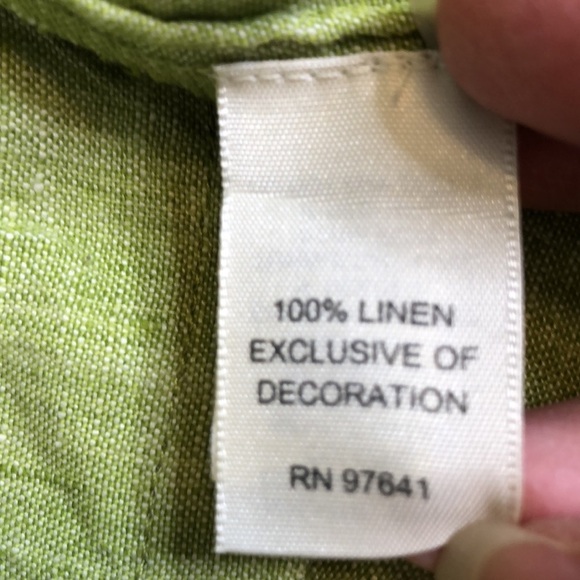 100% LINEN
EXCLUSIVE OF
DECORATION
RN 97641